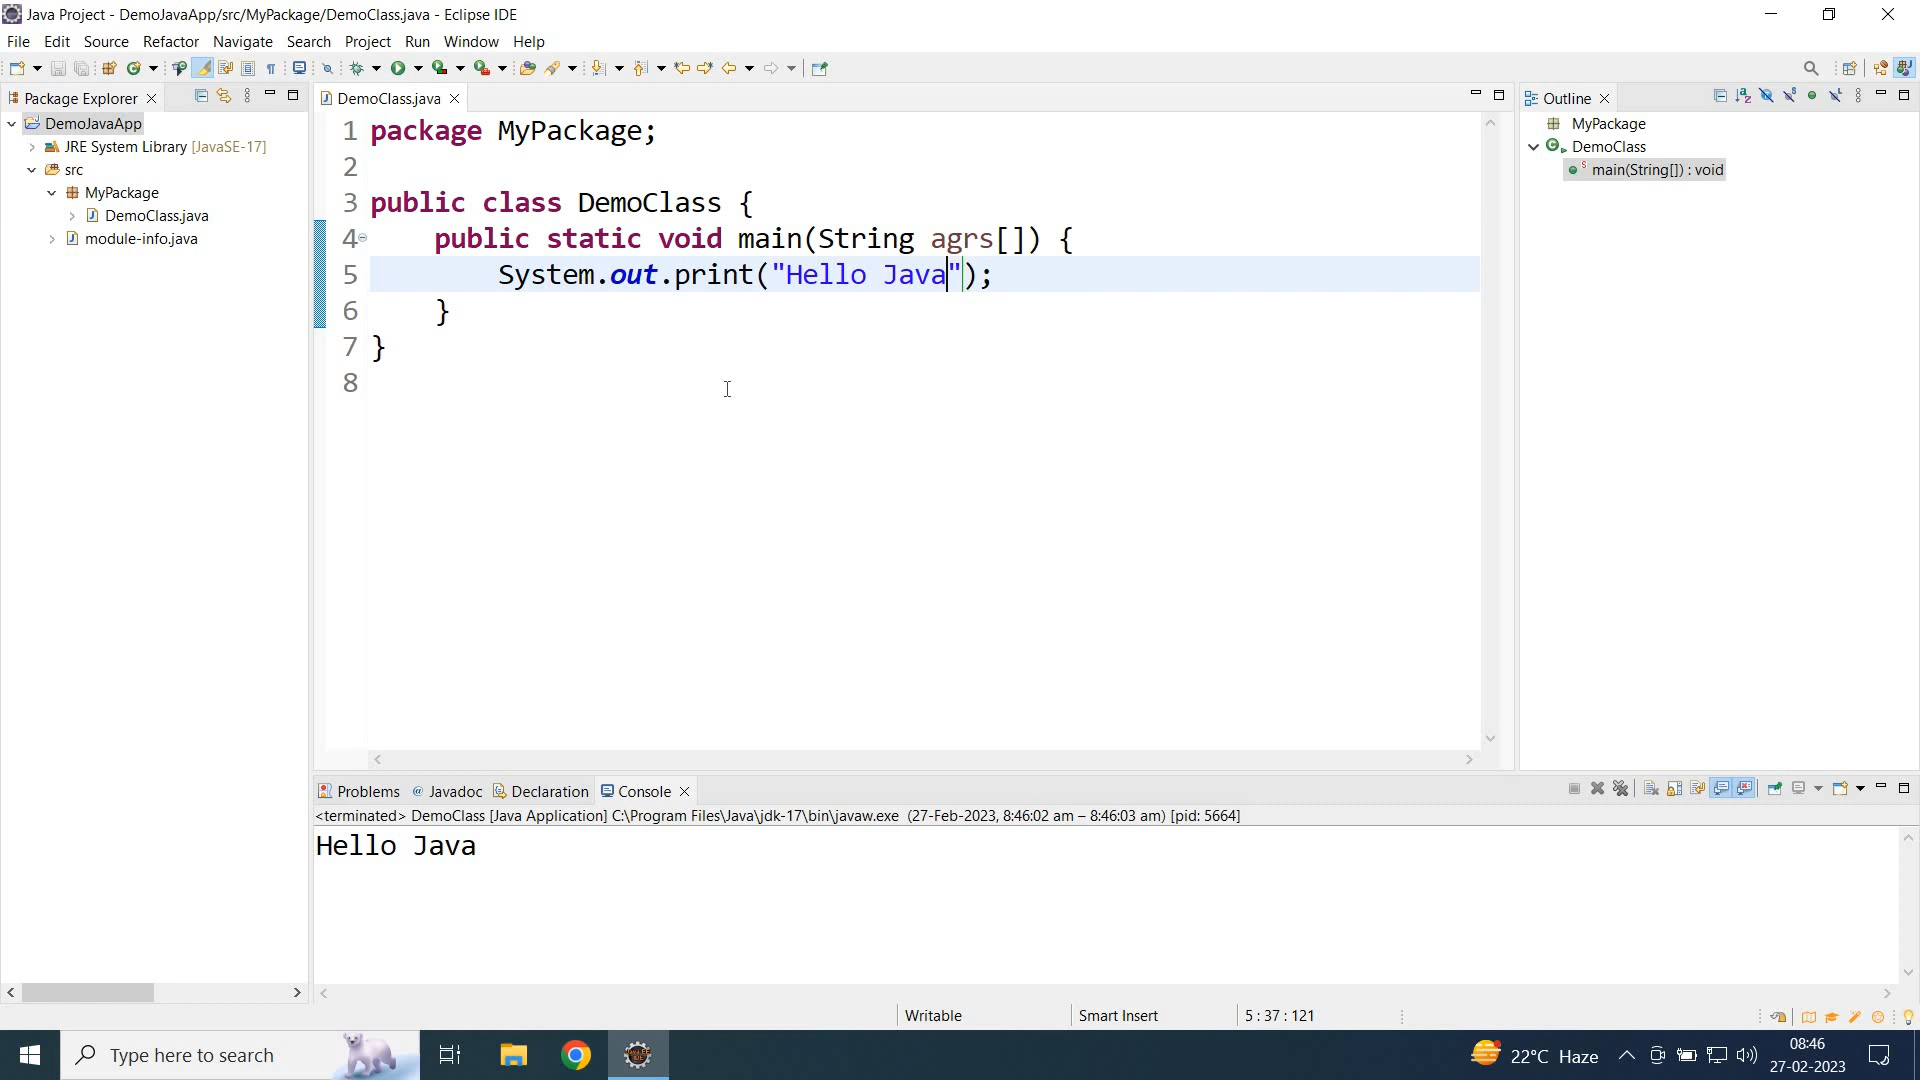 Java Project - DemoJavaApp/src/MyPackage/DemoClass.java - Eclipse IDE
File Edit Source Refactor Navigate Search Project Run Window Help
Package Explorer
DemoJavaApp
JRE System Library [JavaSE-17]
src
MyPackage
DemoClass.java
module-info.java
DemoClass.java
1 package MyPackage;
2
3 public class DemoClass {
4 public static void main(String agrs[]) {
5 System.out.print("Hello Java");
6 }
7 }
8
Outline
MyPackage
DemoClass
main(String[]) : void
Problems Javadoc Declaration Console
<terminated> DemoClass [Java Application] C:\Program Files\Java\jdk-17\bin\javaw.exe (27-Feb-2023, 8:46:02 am – 8:46:03 am) [pid: 5664]
Hello Java
Writable Smart Insert 5 : 37 : 121
Type here to search
22°C Haze
08:46
27-02-2023